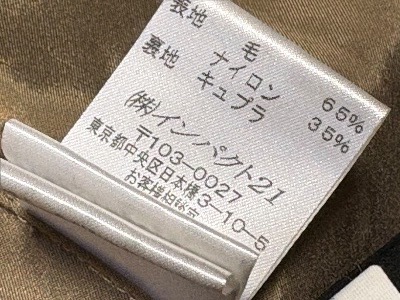 表地 毛 65%
ナイロン 35%
裏地 キュプラ
(株)インパクト21
〒103-0027
東京都中央区日本橋3-10-5
お客様相談室